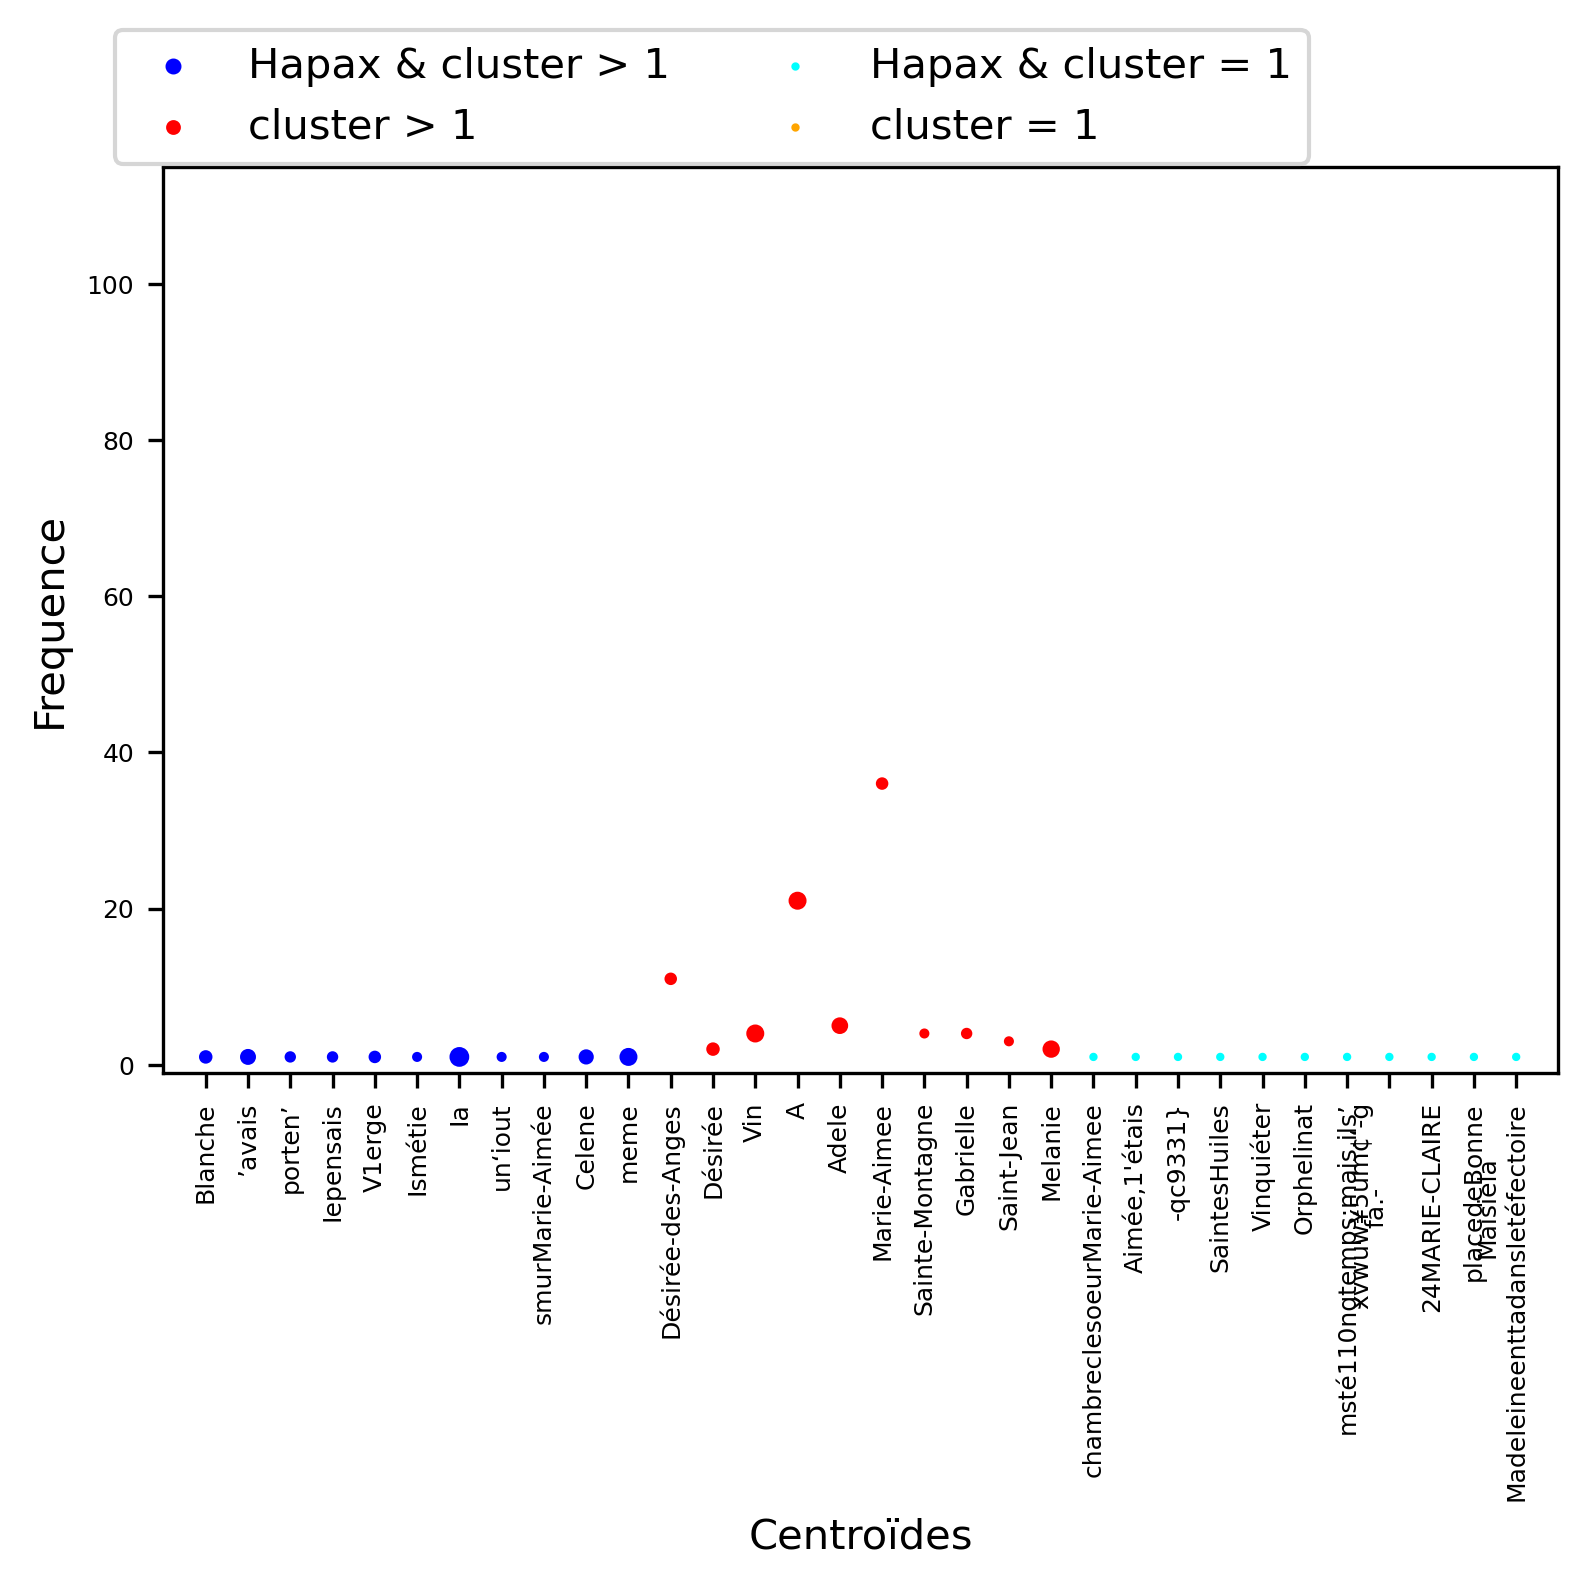 Hapax & cluster > 1
cluster > 1
Hapax & cluster = 1
cluster = 1
100
80
60
40
20
0
Frequence
Blanche
’avais
porten’
lepensais
V1erge
Ismétie
la
un‘iout
smurMarie-Aimée
Celene
meme
Désirée-des-Anges
Désirée
Vin
A
Adele
Marie-Aimee
Sainte-Montagne
Gabrielle
Saint-Jean
Melanie
chambreclesoeurMarie-Aimee
Aimée,1'étais
-qc9331}
SaintesHuiles
Vinquiéter
Orphelinat
fa.-
24MARIE-CLAIRE
placedeBonne
Maisiela
Madeleineenttadansletéfectoire
Centroïdes